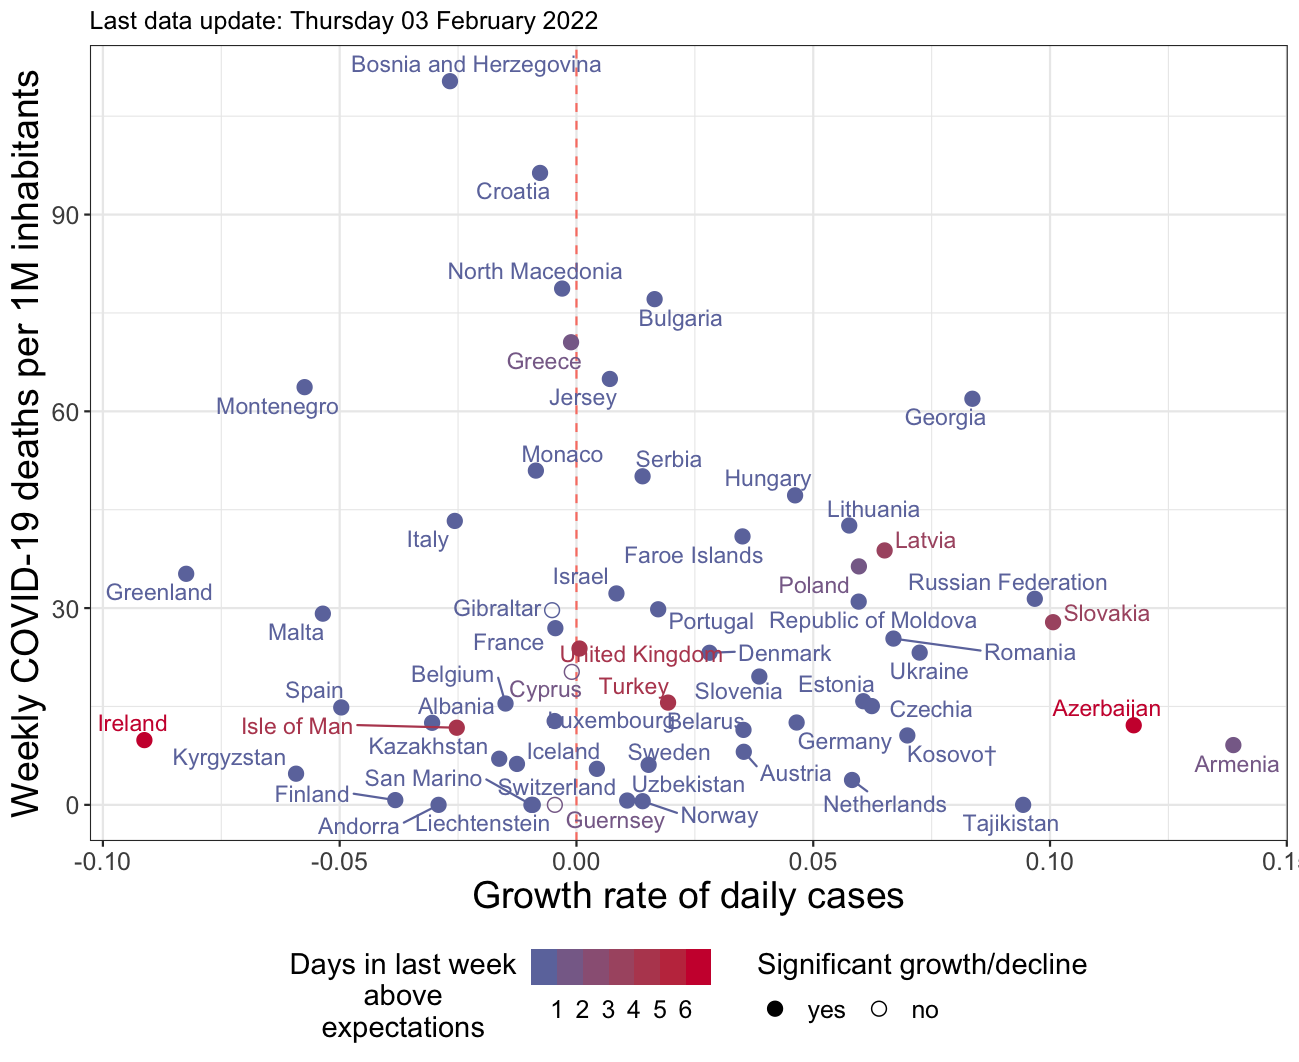 Last data update: Thursday 03 February 2022
Weekly COVID-19 deaths per 1M inhabitants
Bosnia and Herzegovina
Croatia
90
North Macedonia
Bulgaria
Greece
Jersey
Montenegro
60
Georgia
Monaco
Serbia
Hungary
Lithuania
Italy
Latvia
Faroe Islands
Israel
Poland
Russian Federation
Greenland
Gibraltar
30
Slovakia
Portugal
Republic of Moldova
Malta
France
United Kingdom
Denmark
Romania
Ukraine
Belgium
Spain
Cyprus
Turkey
Slovenia
Estonia
Albania
Czechia
Azerbaijan
Ireland
Isle of Man
Luxembourg
Belarus
Germany
Kazakhstan
Iceland
Sweden
Kosovo†
Kyrgyzstan
Armenia
San Marino
Switzerland
Uzbekistan
Austria
Finland
0
Netherlands
Andorra
Liechtenstein
Guernsey
Norway
Tajikistan
-0.10
-0.05
0.00
0.05
0.10
0.1
Growth rate of daily cases
Days in last week
above
expectations
1 2 3 4 5 6
Significant growth/decline
yes
no